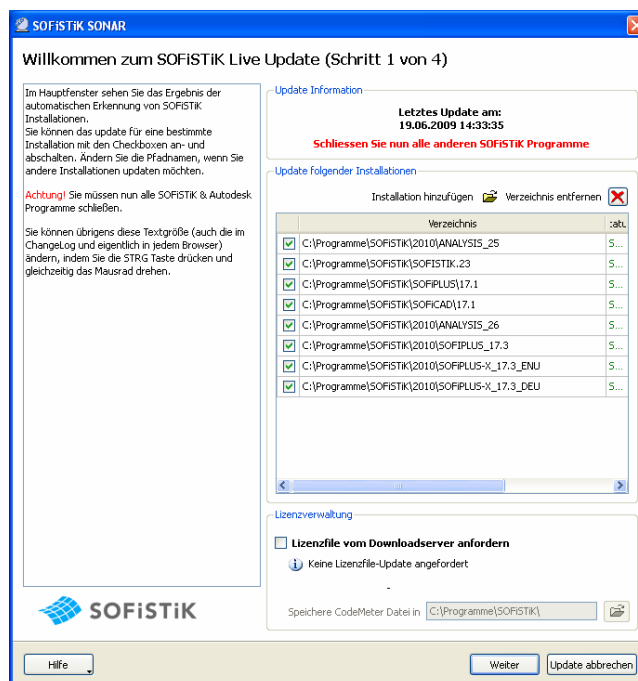 SOFiSTiK SONAR
Willkommen zum SOFiSTiK Live Update (Schritt 1 von 4)
Im Hauptfenster sehen Sie das Ergebnis der
automatischen Erkennung von SOFiSTiK
Installationen.
Sie können das update für eine bestimmte
Installation mit den Checkboxen an- und
abschalten. Ändern Sie die Pfadnamen, wenn Sie
andere Installationen updaten möchten.
Achtung! Sie müssen nun alle SOFiSTiK & Autodesk
Programme schließen.
Sie können übrigens diese Textgröße (auch die im
ChangeLog und eigentlich in jedem Browser)
ändern, indem Sie die STRG Taste drücken und
gleichzeitig das Mausrad drehen.
SOFiSTiK
Update Information
Letztes Update am:
19.06.2009 14:33:35
Schliessen Sie nun alle anderen SOFiSTiK Programme
Update folgender Installationen
Installation hinzufügen Verzeichnis entfernen
Verzeichnis :atu
C:\Programme\SOFiSTiK\2010\ANALYSIS_25 S...
C:\Programme\SOFiSTiK\SOFISTIK.23 S...
C:\Programme\SOFiSTiK\SOFiPLUS\17.1 S...
C:\Programme\SOFiSTiK\SOFiCAD\17.1 S...
C:\Programme\SOFiSTiK\2010\ANALYSIS_26 S...
C:\Programme\SOFiSTiK\2010\SOFIPLUS_17.3 S...
C:\Programme\SOFiSTiK\2010\SOFiPLUS-X_17.3_ENU S...
C:\Programme\SOFiSTiK\2010\SOFiPLUS-X_17.3_DEU S...
Lizenzverwaltung
Lizenzfile vom Downloadserver anfordern
Keine Lizenzfile-Update angefordert
-
Speichere CodeMeter Datei in C:\Programme\SOFiSTiK\
Hilfe Weiter Update abbrechen